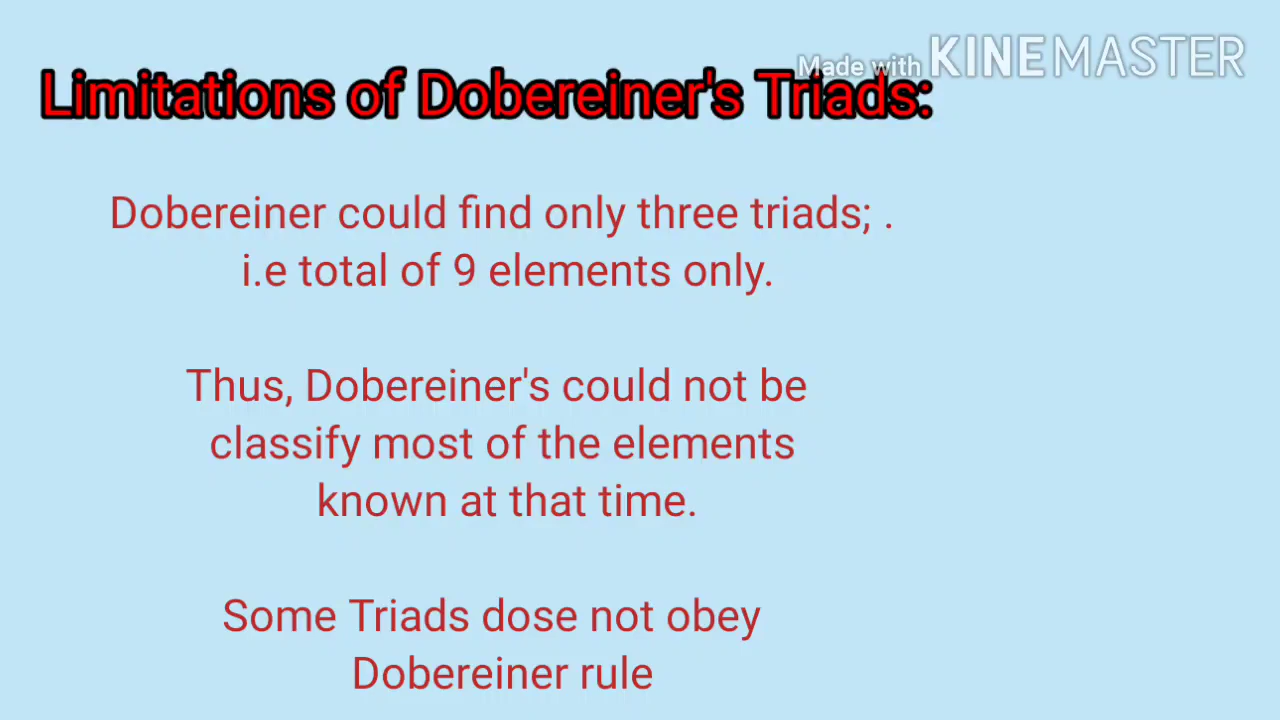 Made with KINEMASTER
Limitations of Dobereiner's Triads:
Dobereiner could find only three triads; .
i.e total of 9 elements only.
Thus, Dobereiner's could not be
classify most of the elements
known at that time.
Some Triads dose not obey
Dobereiner rule